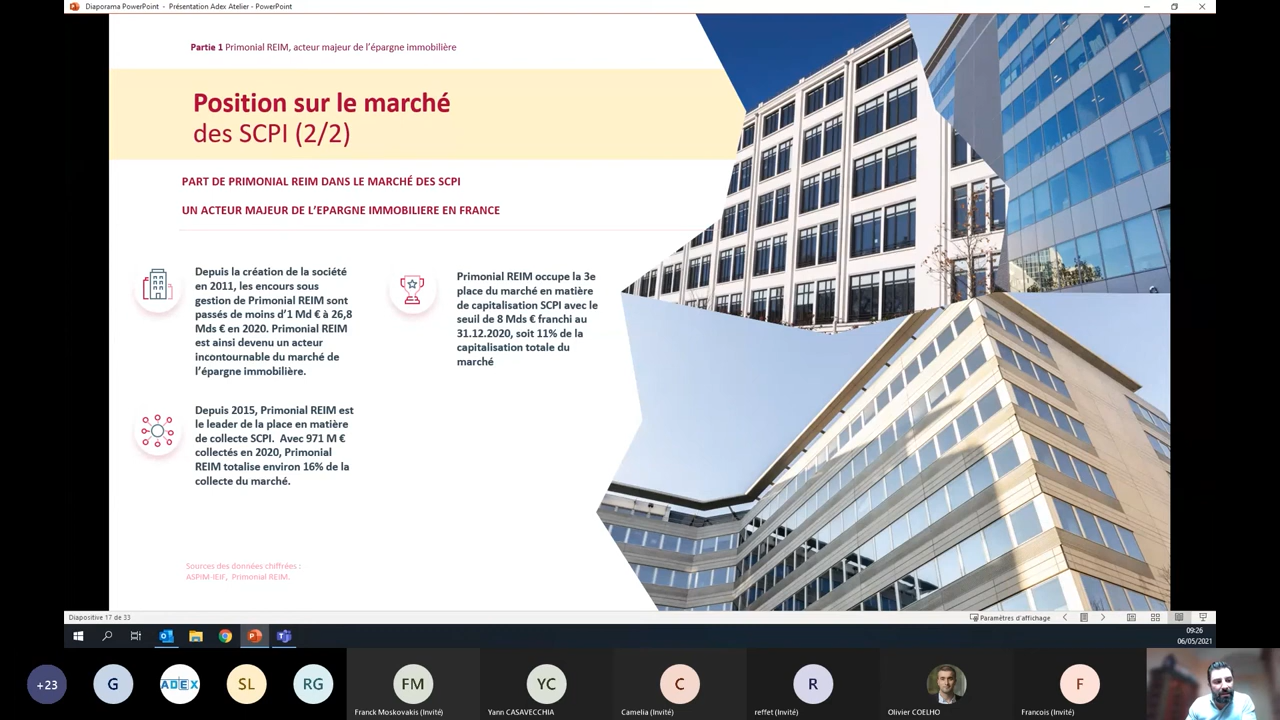 Diaporama PowerPoint - Présentation Adex Atelier - PowerPoint
Partie 1 Primonial REIM, acteur majeur de l'épargne immobilière
Position sur le marché
des SCPI (2/2)
PART DE PRIMONIAL REIM DANS LE MARCHÉ DES SCPI
UN ACTEUR MAJEUR DE L'EPARGNE IMMOBILIERE EN FRANCE
Depuis la création de la société
en 2011, les encours sous
gestion de Primonial REIM sont
passés de moins d'1 Md € à 26,8
Mds € en 2020. Primonial REIM
est ainsi devenu un acteur
incontournable du marché de
l'épargne immobilière.
Primonial REIM occupe la 3e
place du marché en matière
de capitalisation SCPI avec le
seuil de 8 Mds € franchi au
31.12.2020, soit 11% de la
capitalisation totale du
marché
Depuis 2015, Primonial REIM est
le leader de la place en matière
de collecte SCPI. Avec 971 M €
collectés en 2020, Primonial
REIM totalise environ 16% de la
collecte du marché.
Sources des données chiffrées :
ASPIM-IEIF, Primonial REIM.
Diapositive 17 de 33
Paramètres d'affichage
09:26
06/05/2021
+23
G
ADEX
SL
RG
FM
YC
C
R
F
Franck Moskovakis (Invité)
Yann CASAVECCHIA
Camelia (Invité)
reffet (Invité)
Olivier COELHO
Francois (Invité)